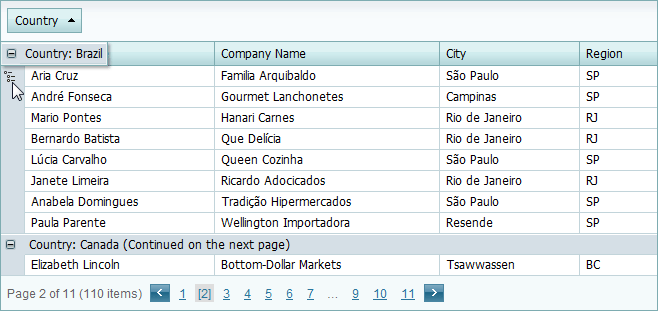 Country
Country: Brazil Company Name City Region
Aria Cruz Familia Arquibaldo São Paulo SP
André Fonseca Gourmet Lanchonetes Campinas SP
Mario Pontes Hanari Carnes Rio de Janeiro RJ
Bernardo Batista Que Delícia Rio de Janeiro RJ
Lúcia Carvalho Queen Cozinha São Paulo SP
Janete Limeira Ricardo Adocicados Rio de Janeiro RJ
Anabela Domingues Tradição Hipermercados São Paulo SP
Paula Parente Wellington Importadora Resende SP
Country: Canada (Continued on the next page)
Elizabeth Lincoln Bottom-Dollar Markets Tsawwassen BC
Page 2 of 11 (110 items) 1 [2] 3 4 5 6 7 ... 9 10 11